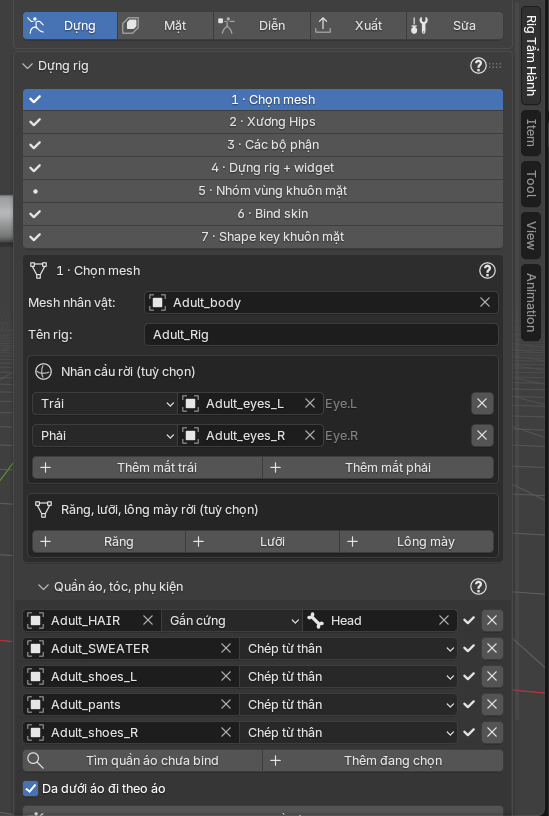 Dựng Mặt Diễn Xuất Sửa
Dựng rig
1 · Chọn mesh
2 · Xương Hips
3 · Các bộ phận
4 · Dựng rig + widget
5 · Nhóm vùng khuôn mặt
6 · Bind skin
7 · Shape key khuôn mặt
1 · Chọn mesh
Mesh nhân vật: Adult_body
Tên rig: Adult_Rig
Nhãn cầu rời (tuỳ chọn)
Trái Adult_eyes_L Eye.L
Phải Adult_eyes_R Eye.R
Thêm mắt trái Thêm mắt phải
Răng, lưỡi, lông mày rời (tuỳ chọn)
Răng Lưỡi Lông mày
Quần áo, tóc, phụ kiện
Adult_HAIR Gắn cứng Head
Adult_SWEATER Chép từ thân
Adult_shoes_L Chép từ thân
Adult_pants Chép từ thân
Adult_shoes_R Chép từ thân
Tìm quần áo chưa bind Thêm đang chọn
Da dưới áo đi theo áo
Rig Tầm Hành
Item
Tool
View
Animation